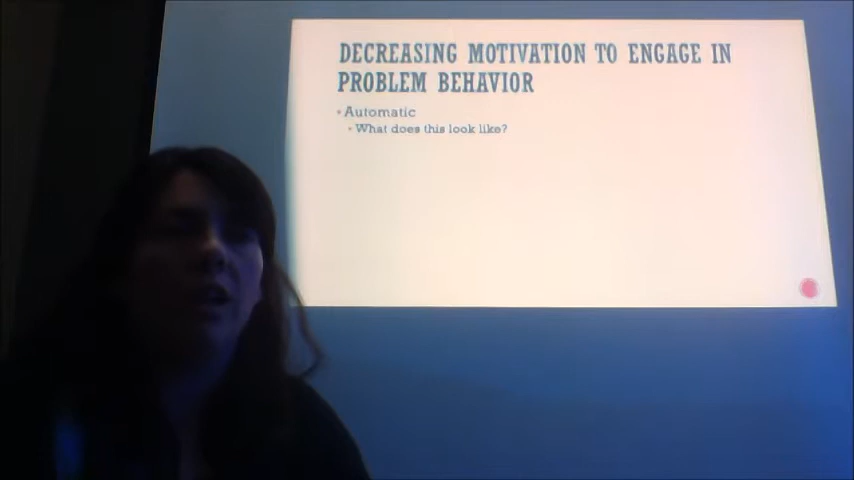 DECREASING MOTIVATION TO ENGAGE IN
PROBLEM BEHAVIOR
Automatic
What does this look like?